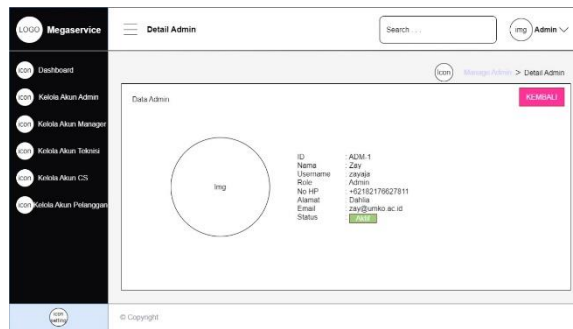 LOGO Megaservice
Detail Admin
Search . . .
img Admin
icon Dashboard
icon Kelola Akun Admin
icon Kelola Akun Manager
icon Kelola Akun Teknisi
icon Kelola Akun CS
icon Kelola Akun Pelanggan
icon setting
Icon Manage Admin > Detail Admin
Data Admin
KEMBALI
Img
ID : ADM-1
Nama : Zay
Username : zayaja
Role : Admin
No HP : +62182176627811
Alamat : Dahlia
Email : zay@umko.ac.id
Status : Aktif
© Copyright